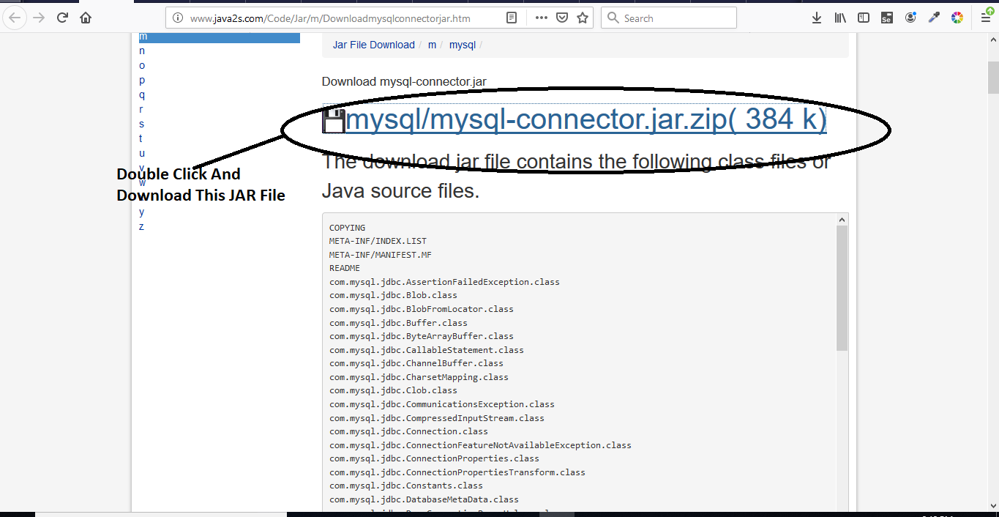 www.java2s.com/Code/Jar/m/Downloadmysqlconnectorjar.htm
Search
Se
m
n
o
p
q
r
s
t
u
v
w
y
z
Jar File Download / m / mysql /
Download mysql-connector.jar
mysql/mysql-connector.jar.zip( 384 k)
The download jar file contains the following class files or
Java source files.
Double Click And
Download This JAR File
COPYING
META-INF/INDEX.LIST
META-INF/MANIFEST.MF
README
com.mysql.jdbc.AssertionFailedException.class
com.mysql.jdbc.Blob.class
com.mysql.jdbc.BlobFromLocator.class
com.mysql.jdbc.Buffer.class
com.mysql.jdbc.ByteArrayBuffer.class
com.mysql.jdbc.CallableStatement.class
com.mysql.jdbc.ChannelBuffer.class
com.mysql.jdbc.CharsetMapping.class
com.mysql.jdbc.Clob.class
com.mysql.jdbc.CommunicationsException.class
com.mysql.jdbc.CompressedInputStream.class
com.mysql.jdbc.Connection.class
com.mysql.jdbc.ConnectionFeatureNotAvailableException.class
com.mysql.jdbc.ConnectionProperties.class
com.mysql.jdbc.ConnectionPropertiesTransform.class
com.mysql.jdbc.Constants.class
com.mysql.jdbc.DatabaseMetaData.class